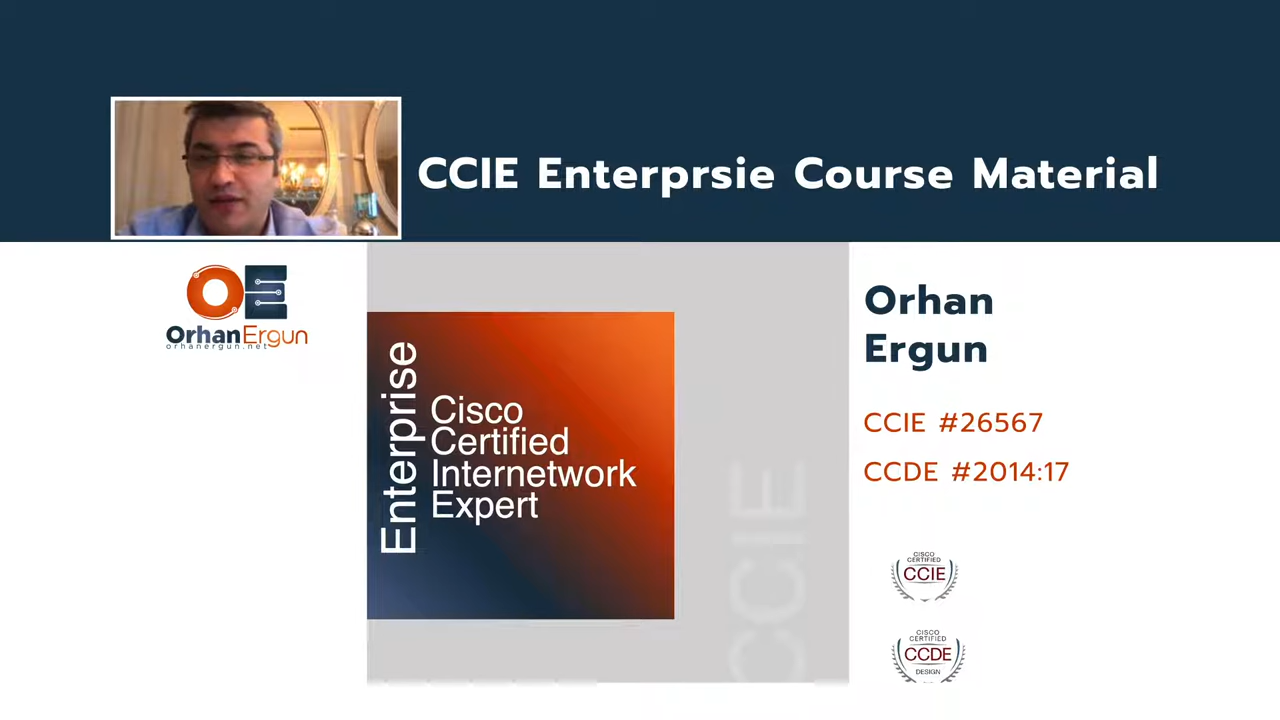 CCIE Enterprsie Course Material
OE
OrhanErgun
orhanergun.net
Enterprise
Cisco
Certified
Internetwork
Expert
CCIE
Orhan
Ergun
CCIE #26567
CCDE #2014:17
CISCO
CERTIFIED
CCIE
CISCO
CERTIFIED
CCDE
DESIGN